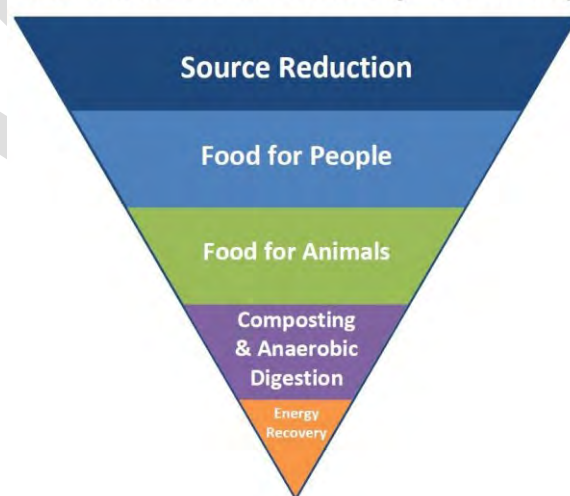 Source Reduction
Food for People
Food for Animals
Composting
& Anaerobic
Digestion
Energy
Recovery